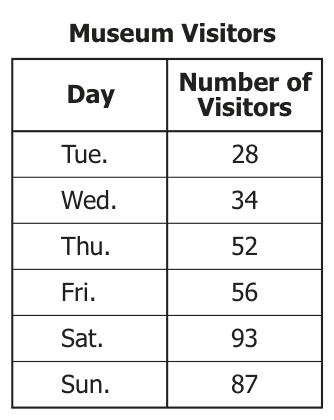 Museum Visitors
Day
Number of
Visitors
Tue. 28
Wed. 34
Thu. 52
Fri. 56
Sat. 93
Sun. 87